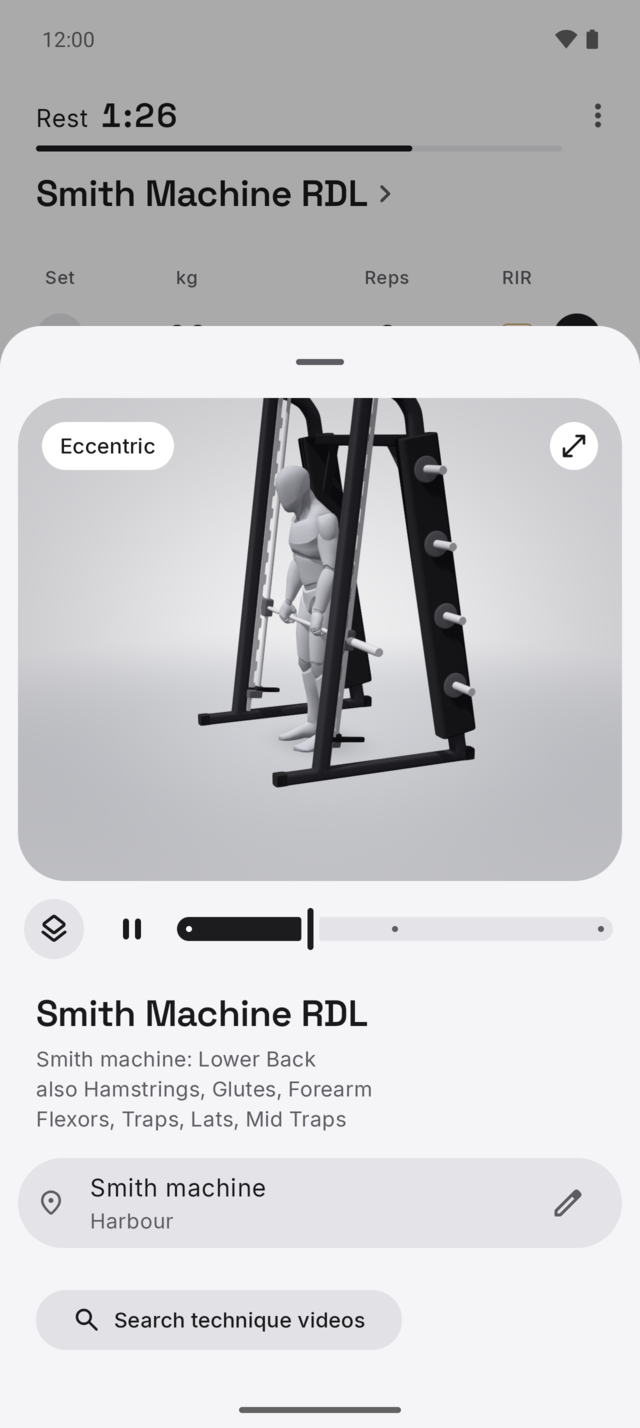 12:00
Rest 1:26
Smith Machine RDL
Set kg Reps RIR
Eccentric
Smith Machine RDL
Smith machine: Lower Back
also Hamstrings, Glutes, Forearm
Flexors, Traps, Lats, Mid Traps
Smith machine
Harbour
Search technique videos